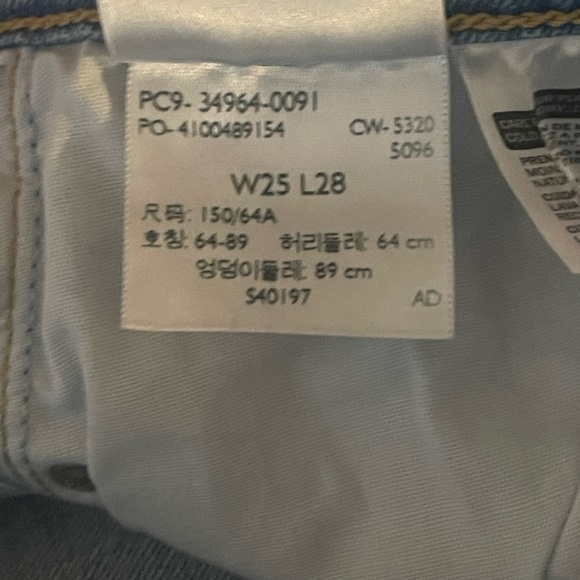 PC9- 34964-0091
PO- 4100489154 CW- 5320
5096
W25 L28
尺码: 150/64A
호칭: 64-89 허리둘레: 64 cm
엉덩이둘레: 89 cm
S40197 AD